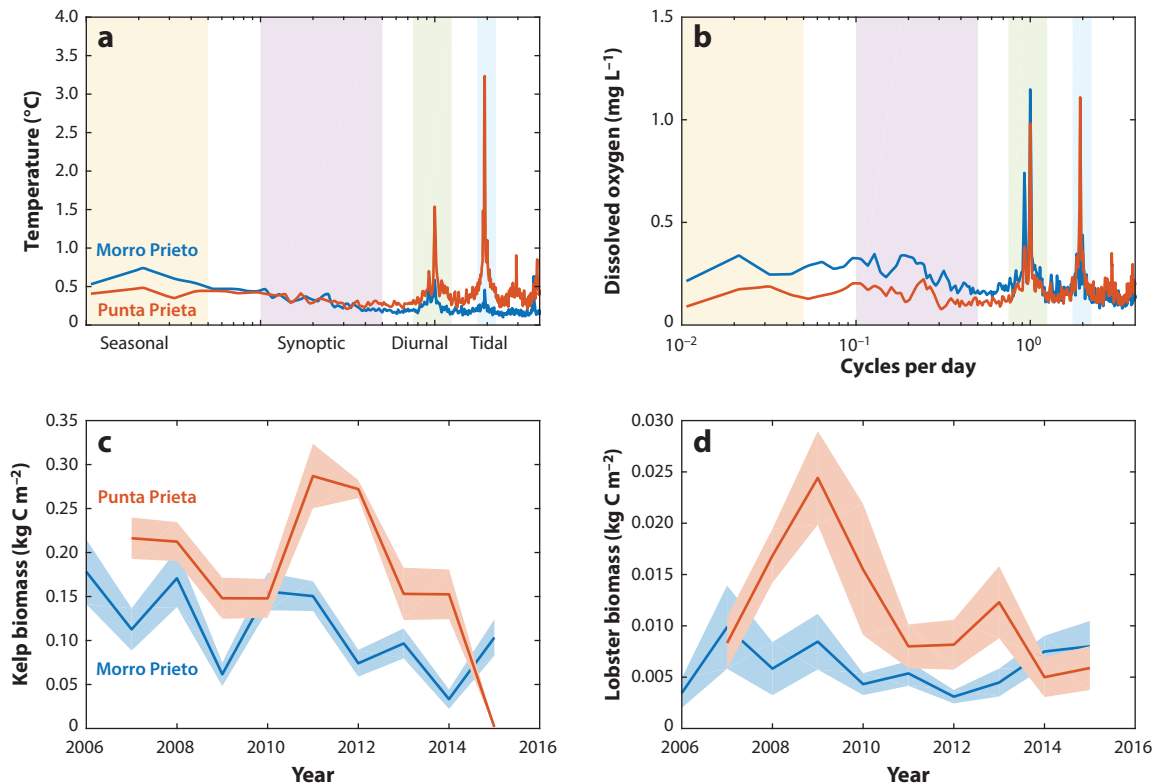 a
Temperature (°C)
4.0
3.5
3.0
2.5
2.0
1.5
1.0
0.5
0
Morro Prieto
Punta Prieta
Seasonal
Synoptic
Diurnal
Tidal
b
Dissolved oxygen (mg L⁻¹)
1.5
1.0
0.5
0
10⁻²
10⁻¹
10⁰
Cycles per day
c
Kelp biomass (kg C m⁻²)
0.35
0.30
0.25
0.20
0.15
0.10
0.05
0
Punta Prieta
Morro Prieto
2006
2008
2010
2012
2014
2016
Year
d
Lobster biomass (kg C m⁻²)
0.030
0.025
0.020
0.015
0.010
0.005
0.000
2006
2008
2010
2012
2014
2016
Year